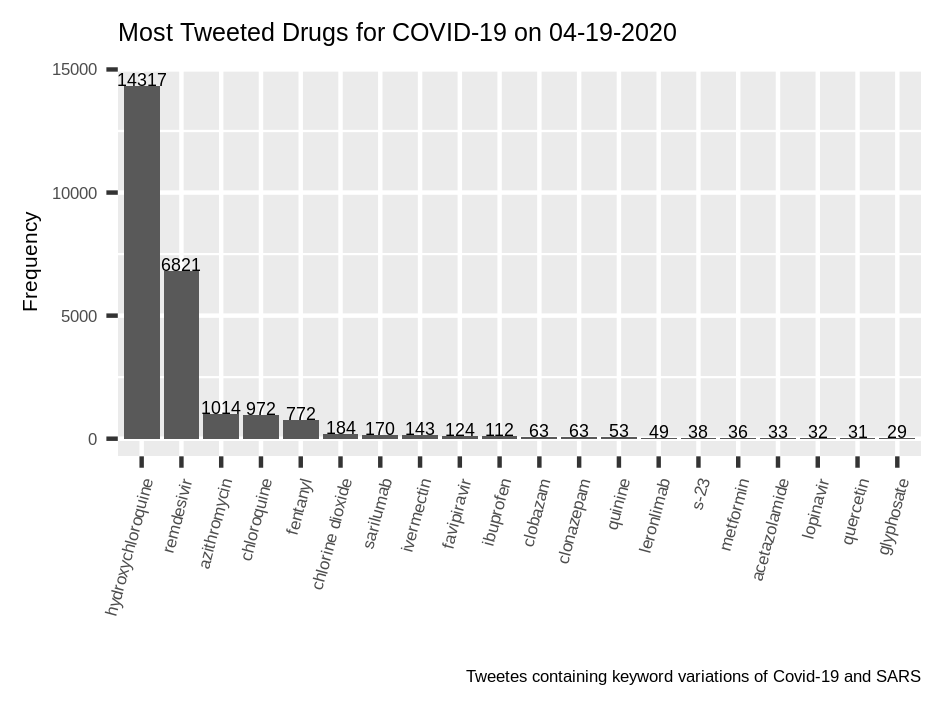 Most Tweeted Drugs for COVID-19 on 04-19-2020
Frequency
15000
10000
5000
0
14317
6821
1014
972
772
184
170
143
124
112
63
63
53
49
38
36
33
32
31
29
hydroxychloroquine
remdesivir
azithromycin
chloroquine
fentanyl
chlorine dioxide
sarilumab
ivermectin
favipiravir
ibuprofen
clobazam
clonazepam
quinine
leronlimab
s-23
metformin
acetazolamide
lopinavir
quercetin
glyphosate
Tweetes containing keyword variations of Covid-19 and SARS